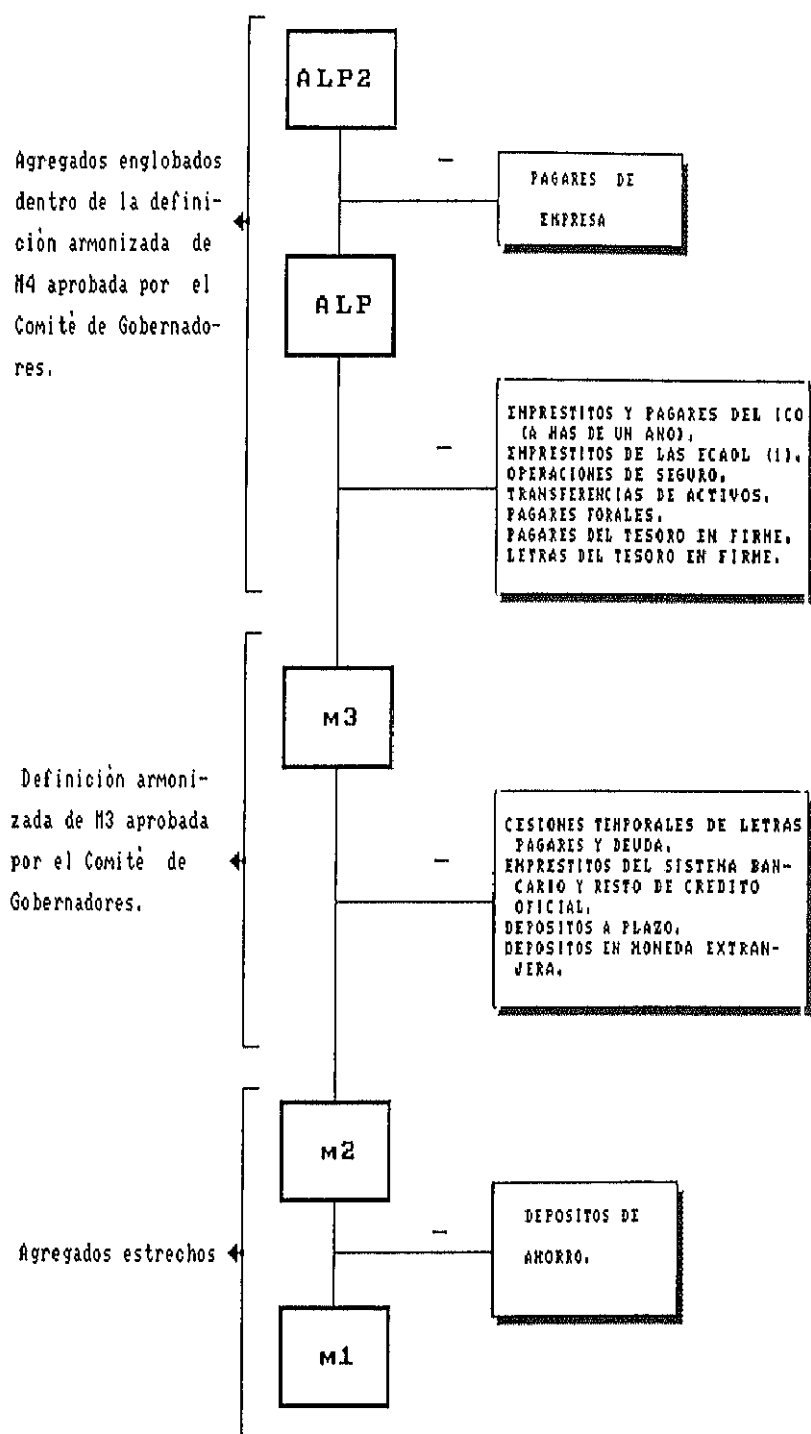 ALP2
Agregados englobados
dentro de la defini-
ción armonizada de
M4 aprobada por el
Comitè de Gobernado-
res.
–
PAGARES DE
EMPRESA
ALP
–
EMPRESTITOS Y PAGARES DEL ICO
(A MAS DE UN ANO).
EMPRESTITOS DE LAS ECAOL (1).
OPERACIONES DE SEGURO.
TRANSFERENCIAS DE ACTIVOS.
PAGARES FORALES.
PAGARES DEL TESORO EN FIRME.
LETRAS DEL TESORO EN FIRME.
M3
Definiciòn armoni-
zada de M3 aprobada
por el Comitè de
Gobernadores.
–
CESIONES TEMPORALES DE LETRAS
PAGARES Y DEUDA.
EMPRESTITOS DEL SISTEMA BAN-
CARIO Y RESTO DE CREDITO
OFICIAL.
DEPOSITOS A PLAZO.
DEPOSITOS EN MONEDA EXTRAN-
JERA.
M2
Agregados estrechos
–
DEPOSITOS DE
AHORRO.
M1